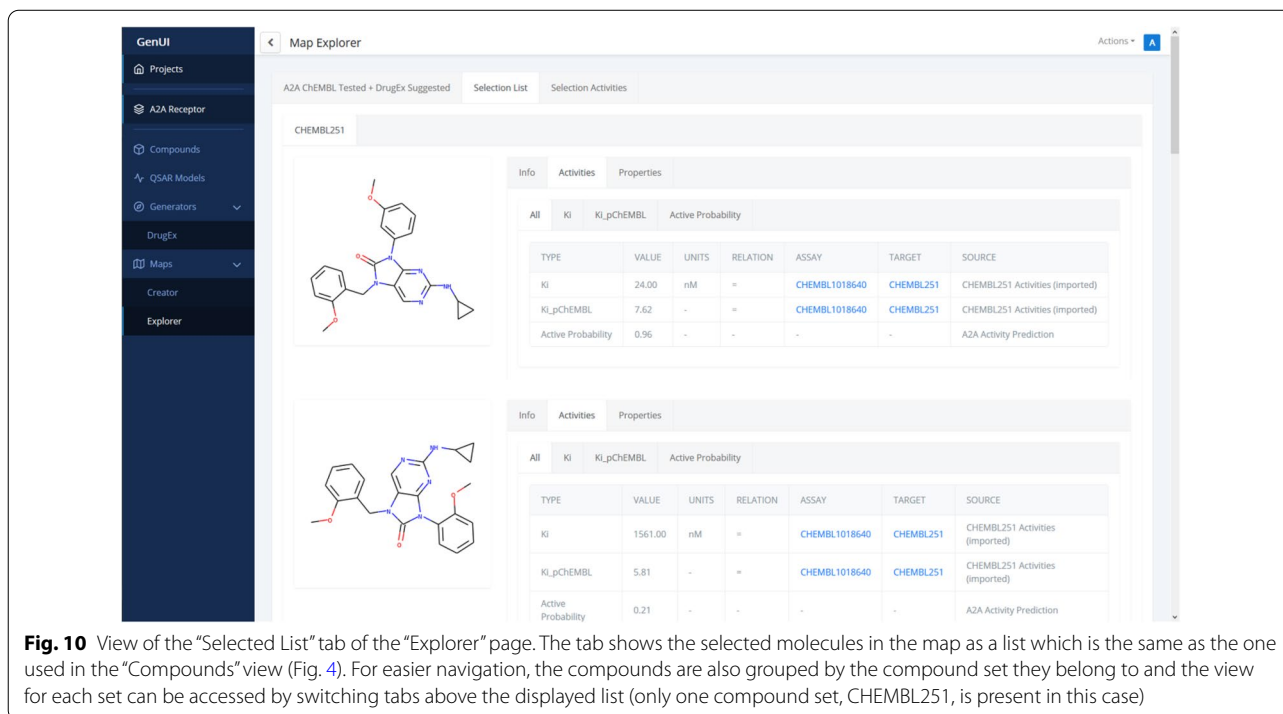 GenUI
Map Explorer
Actions
A
Projects
A2A Receptor
Compounds
QSAR Models
Generators
DrugEx
Maps
Creator
Explorer
A2A ChEMBL Tested + DrugEx Suggested Selection List Selection Activities
CHEMBL251
Info Activities Properties
All Ki Ki_pChEMBL Active Probability
TYPE VALUE UNITS RELATION ASSAY TARGET SOURCE
Ki 24.00 nM = CHEMBL1018640 CHEMBL251 CHEMBL251 Activities (imported)
Ki_pChEMBL 7.62 - = CHEMBL1018640 CHEMBL251 CHEMBL251 Activities (imported)
Active Probability 0.96 - - - - A2A Activity Prediction
O
N
O
N
N
NH
N
O
Info Activities Properties
All Ki Ki_pChEMBL Active Probability
TYPE VALUE UNITS RELATION ASSAY TARGET SOURCE
Ki 1561.00 nM = CHEMBL1018640 CHEMBL251 CHEMBL251 Activities
(imported)
Ki_pChEMBL 5.81 - = CHEMBL1018640 CHEMBL251 CHEMBL251 Activities
(imported)
Active
Probability 0.21 - - - - A2A Activity Prediction
NH
N
N
O
O
N
N
O
Fig. 10 View of the "Selected List" tab of the "Explorer" page. The tab shows the selected molecules in the map as a list which is the same as the one
used in the "Compounds" view (Fig. 4). For easier navigation, the compounds are also grouped by the compound set they belong to and the view
for each set can be accessed by switching tabs above the displayed list (only one compound set, CHEMBL251, is present in this case)